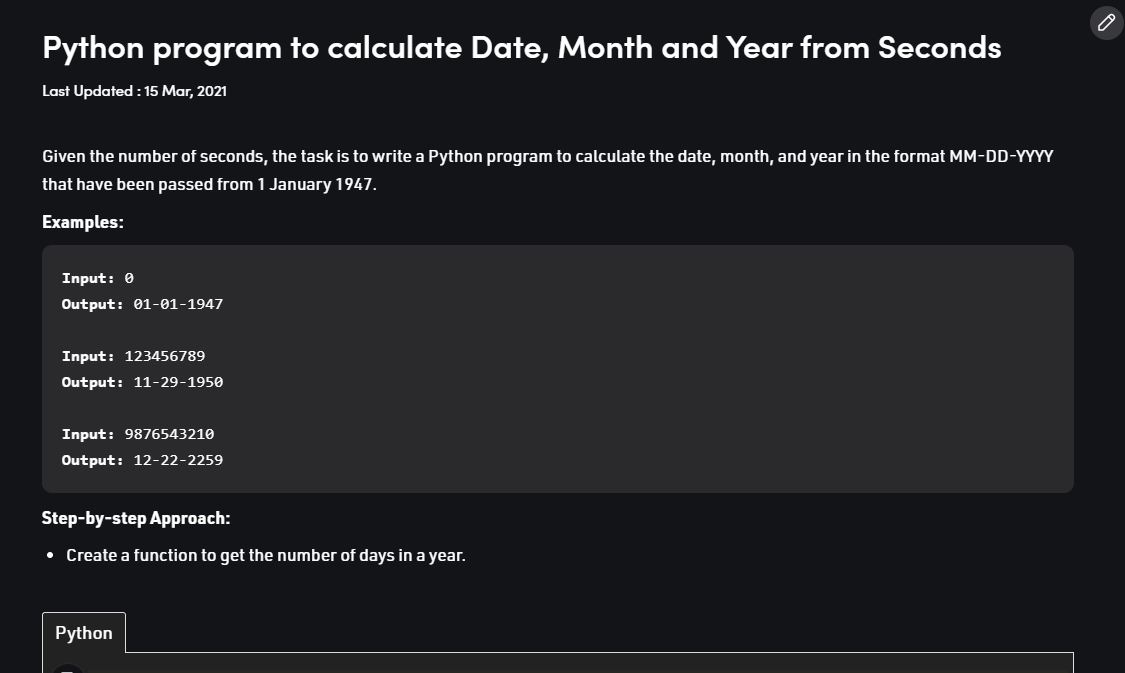 Python program to calculate Date, Month and Year from Seconds
Last Updated : 15 Mar, 2021
Given the number of seconds, the task is to write a Python program to calculate the date, month, and year in the format MM-DD-YYYY
that have been passed from 1 January 1947.
Examples:
Input: 0
Output: 01-01-1947
Input: 123456789
Output: 11-29-1950
Input: 9876543210
Output: 12-22-2259
Step-by-step Approach:
• Create a function to get the number of days in a year.
Python